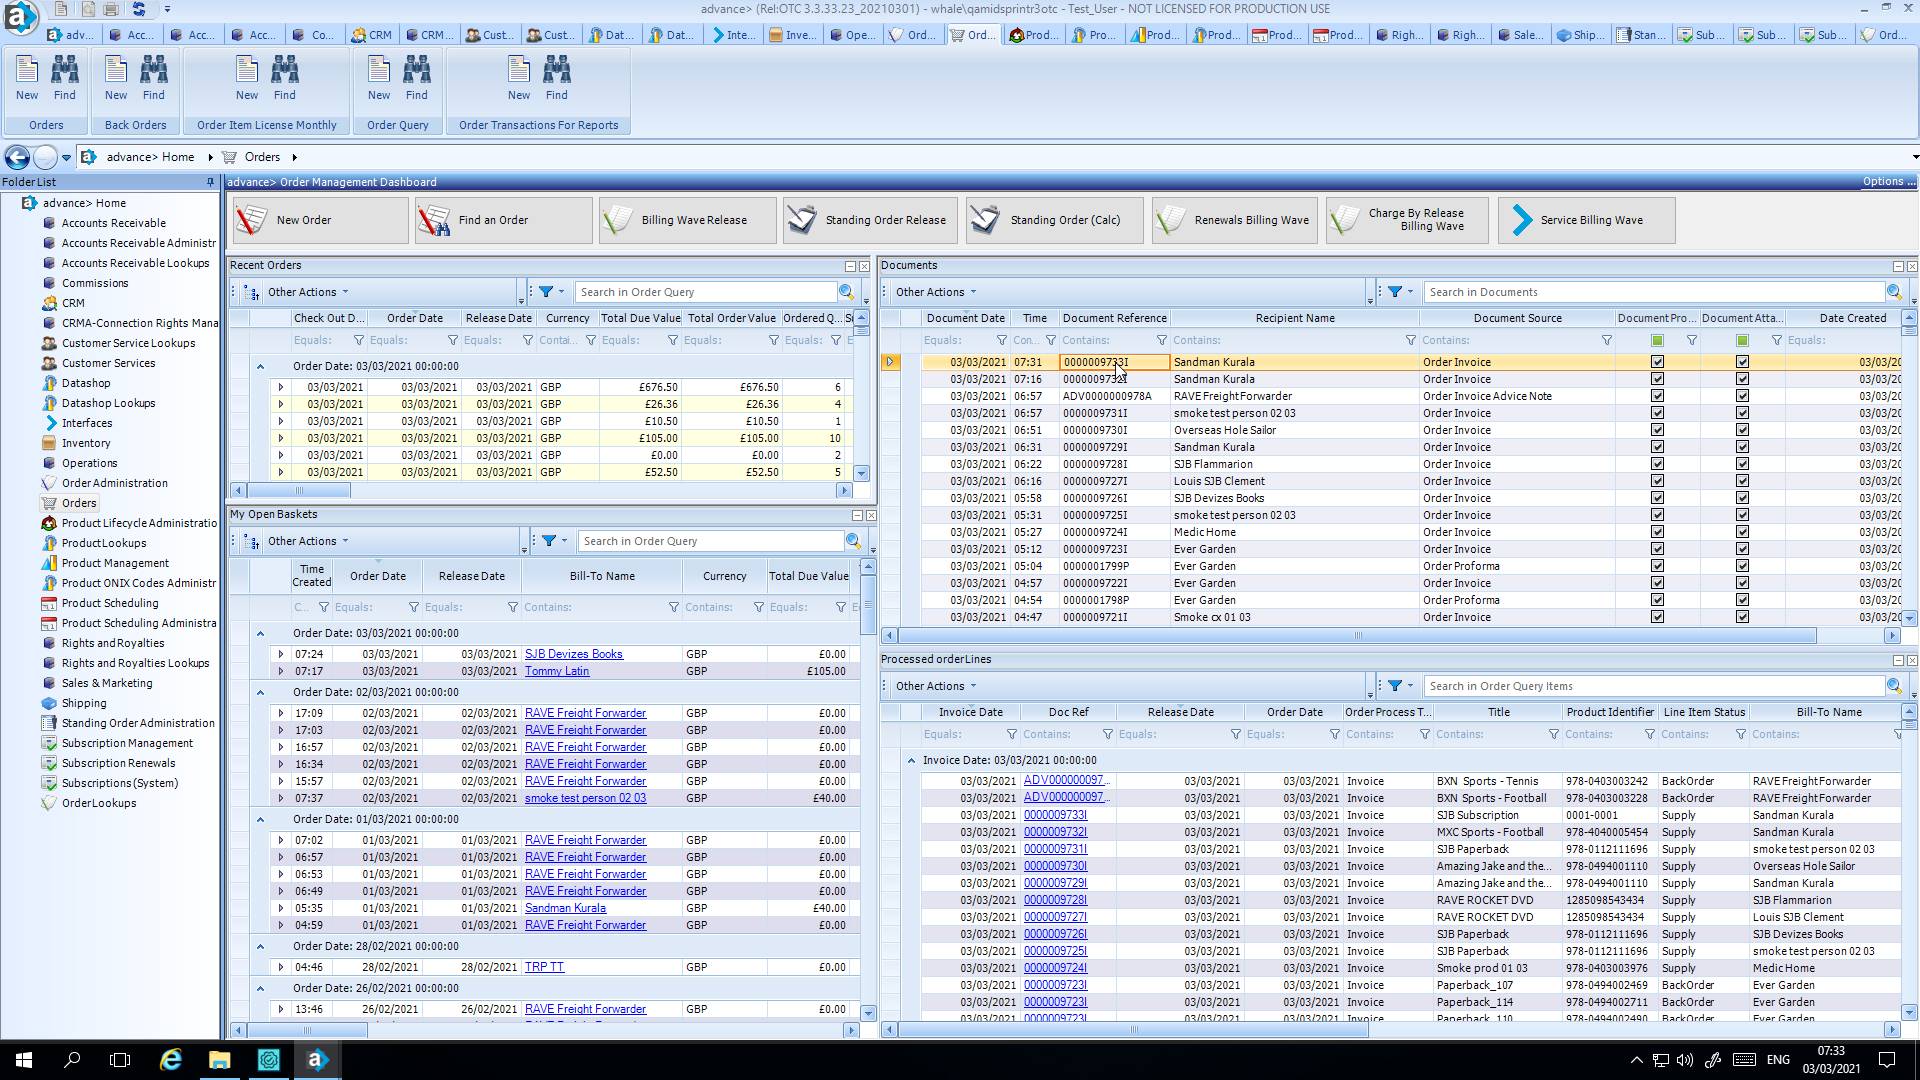 advance> (Rel:OTC 3.3.33.23_20210301) - whale\qamidsprintr3otc - Test_User - NOT LICENSED FOR PRODUCTION USE
adv... Acc... Acc... Acc... Co... CRM CRM... Cust... Cust... Dat... Dat... Inte... Inve... Ope... Ord... Ord... Prod... Pro... Prod... Prod... Prod... Prod... Righ... Righ... Sale... Ship... Stan... Sub... Sub... Sub... Ord...
New Find New Find New Find New Find New Find
Orders Back Orders Order Item License Monthly Order Query Order Transactions For Reports
advance> Home Orders
Folder List
advance> Home
Accounts Receivable
Accounts Receivable Administr
Accounts Receivable Lookups
Commissions
CRM
CRMA-Connection Rights Mana
Customer Service Lookups
Customer Services
Datashop
Datashop Lookups
Interfaces
Inventory
Operations
Order Administration
Orders
Product Lifecycle Administratio
Product Lookups
Product Management
Product ONIX Codes Administr
Product Scheduling
Product Scheduling Administra
Rights and Royalties
Rights and Royalties Lookups
Sales & Marketing
Shipping
Standing Order Administration
Subscription Management
Subscription Renewals
Subscriptions (System)
Order Lookups
advance> Order Management Dashboard Options ...
New Order Find an Order Billing Wave Release Standing Order Release Standing Order (Calc) Renewals Billing Wave Charge By Release Billing Wave Service Billing Wave
Recent Orders
Other Actions Search in Order Query
Check Out D... Order Date Release Date Currency Total Due Value Total Order Value Ordered Q...
Equals: Equals: Equals: Contai... Equals: Equals: Equals:
Order Date: 03/03/2021 00:00:00
03/03/2021 03/03/2021 03/03/2021 GBP £676.50 £676.50 6
03/03/2021 03/03/2021 03/03/2021 GBP £26.36 £26.36 4
03/03/2021 03/03/2021 03/03/2021 GBP £10.50 £10.50 1
03/03/2021 03/03/2021 03/03/2021 GBP £105.00 £105.00 10
03/03/2021 03/03/2021 03/03/2021 GBP £0.00 £0.00 2
03/03/2021 03/03/2021 03/03/2021 GBP £52.50 £52.50 5
My Open Baskets
Other Actions Search in Order Query
Time Created Order Date Release Date Bill-To Name Currency Total Due Value
C... Equals: Equals: Contains: Contains: Equals:
Order Date: 03/03/2021 00:00:00
07:24 03/03/2021 03/03/2021 SJB Devizes Books GBP £0.00
07:17 03/03/2021 03/03/2021 Tommy Latin GBP £105.00
Order Date: 02/03/2021 00:00:00
17:09 02/03/2021 02/03/2021 RAVE Freight Forwarder GBP £0.00
17:03 02/03/2021 02/03/2021 RAVE Freight Forwarder GBP £0.00
16:57 02/03/2021 02/03/2021 RAVE Freight Forwarder GBP £0.00
16:34 02/03/2021 02/03/2021 RAVE Freight Forwarder GBP £0.00
15:57 02/03/2021 02/03/2021 RAVE Freight Forwarder GBP £0.00
07:37 02/03/2021 02/03/2021 smoke test person 02 03 GBP £40.00
Order Date: 01/03/2021 00:00:00
07:02 01/03/2021 01/03/2021 RAVE Freight Forwarder GBP £0.00
06:57 01/03/2021 01/03/2021 RAVE Freight Forwarder GBP £0.00
06:53 01/03/2021 01/03/2021 RAVE Freight Forwarder GBP £0.00
06:49 01/03/2021 01/03/2021 RAVE Freight Forwarder GBP £0.00
05:35 01/03/2021 01/03/2021 Sandman Kurala GBP £40.00
04:59 01/03/2021 01/03/2021 RAVE Freight Forwarder GBP £0.00
Order Date: 28/02/2021 00:00:00
04:46 28/02/2021 28/02/2021 TRP TT GBP £0.00
Order Date: 26/02/2021 00:00:00
13:46 26/02/2021 26/02/2021 RAVE Freight Forwarder GBP £0.00
Documents
Other Actions Search in Documents
Document Date Time Document Reference Recipient Name Document Source Document Pro... Document Atta... Date Created
Equals: Con... Contains: Contains: Contains: Equals:
03/03/2021 07:31 0000009733I Sandman Kurala Order Invoice 03/03/20
03/03/2021 07:16 0000009732I Sandman Kurala Order Invoice 03/03/20
03/03/2021 06:57 ADV0000000978A RAVE Freight Forwarder Order Invoice Advice Note 03/03/20
03/03/2021 06:57 0000009731I smoke test person 02 03 Order Invoice 03/03/20
03/03/2021 06:51 0000009730I Overseas Hole Sailor Order Invoice 03/03/20
03/03/2021 06:31 0000009729I Sandman Kurala Order Invoice 03/03/20
03/03/2021 06:22 0000009728I SJB Flammarion Order Invoice 03/03/20
03/03/2021 06:16 0000009727I Louis SJB Clement Order Invoice 03/03/20
03/03/2021 05:58 0000009726I SJB Devizes Books Order Invoice 03/03/20
03/03/2021 05:31 0000009725I smoke test person 02 03 Order Invoice 03/03/20
03/03/2021 05:27 0000009724I Medic Home Order Invoice 03/03/20
03/03/2021 05:12 0000009723I Ever Garden Order Invoice 03/03/20
03/03/2021 05:04 0000001799P Ever Garden Order Proforma 03/03/20
03/03/2021 04:57 0000009722I Ever Garden Order Invoice 03/03/20
03/03/2021 04:54 0000001798P Ever Garden Order Proforma 03/03/20
03/03/2021 04:47 0000009721I Smoke cx 01 03 Order Invoice 03/03/20
Processed orderLines
Other Actions Search in Order Query Items
Invoice Date Doc Ref Release Date Order Date Order Process T... Title Product Identifier Line Item Status Bill-To Name
Equals: Contains: Equals: Equals: Contains: Contains: Contains: Contains: Contains:
Invoice Date: 03/03/2021 00:00:00
03/03/2021 ADV000000097... 03/03/2021 03/03/2021 Invoice BXN Sports - Tennis 978-0403003242 BackOrder RAVE Freight Forwarder
03/03/2021 ADV000000097... 03/03/2021 03/03/2021 Invoice BXN Sports - Football 978-0403003228 BackOrder RAVE Freight Forwarder
03/03/2021 0000009733I 03/03/2021 03/03/2021 Invoice SJB Subscription 0001-0001 Supply Sandman Kurala
03/03/2021 0000009732I 03/03/2021 03/03/2021 Invoice MXC Sports - Football 978-4040005454 Supply Sandman Kurala
03/03/2021 0000009731I 03/03/2021 03/03/2021 Invoice SJB Paperback 978-0112111696 Supply smoke test person 02 03
03/03/2021 0000009730I 03/03/2021 03/03/2021 Invoice Amazing Jake and the... 978-0494001110 Supply Overseas Hole Sailor
03/03/2021 0000009729I 03/03/2021 03/03/2021 Invoice Amazing Jake and the... 978-0494001110 Supply Sandman Kurala
03/03/2021 0000009728I 03/03/2021 03/03/2021 Invoice RAVE ROCKET DVD 1285098543434 Supply SJB Flammarion
03/03/2021 0000009727I 03/03/2021 03/03/2021 Invoice RAVE ROCKET DVD 1285098543434 Supply Louis SJB Clement
03/03/2021 0000009726I 03/03/2021 03/03/2021 Invoice SJB Paperback 978-0112111696 Supply SJB Devizes Books
03/03/2021 0000009725I 03/03/2021 03/03/2021 Invoice SJB Paperback 978-0112111696 Supply smoke test person 02 03
03/03/2021 0000009724I 03/03/2021 03/03/2021 Invoice Smoke prod 01 03 978-0403003976 Supply Medic Home
03/03/2021 0000009723I 03/03/2021 03/03/2021 Invoice Paperback_107 978-0494002469 BackOrder Ever Garden
03/03/2021 0000009723I 03/03/2021 03/03/2021 Invoice Paperback_114 978-0494002711 BackOrder Ever Garden
03/03/2021 0000009723I 03/03/2021 03/03/2021 Invoice Paperback_110 978-0494002490 BackOrder Ever Garden
ENG 07:33
03/03/2021